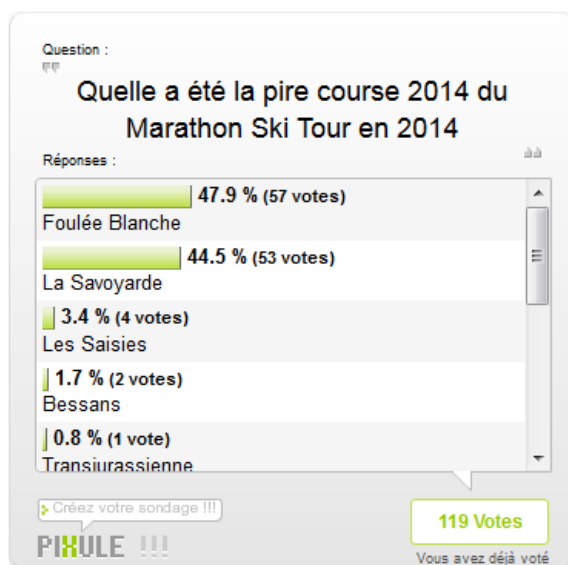 Question :
Quelle a été la pire course 2014 du
Marathon Ski Tour en 2014
Réponses :
47.9 % (57 votes)
Foulée Blanche
44.5 % (53 votes)
La Savoyarde
3.4 % (4 votes)
Les Saisies
1.7 % (2 votes)
Bessans
0.8 % (1 vote)
Transjurassienne
Créez votre sondage !!!
PIXULE !!!
119 Votes
Vous avez déjà voté